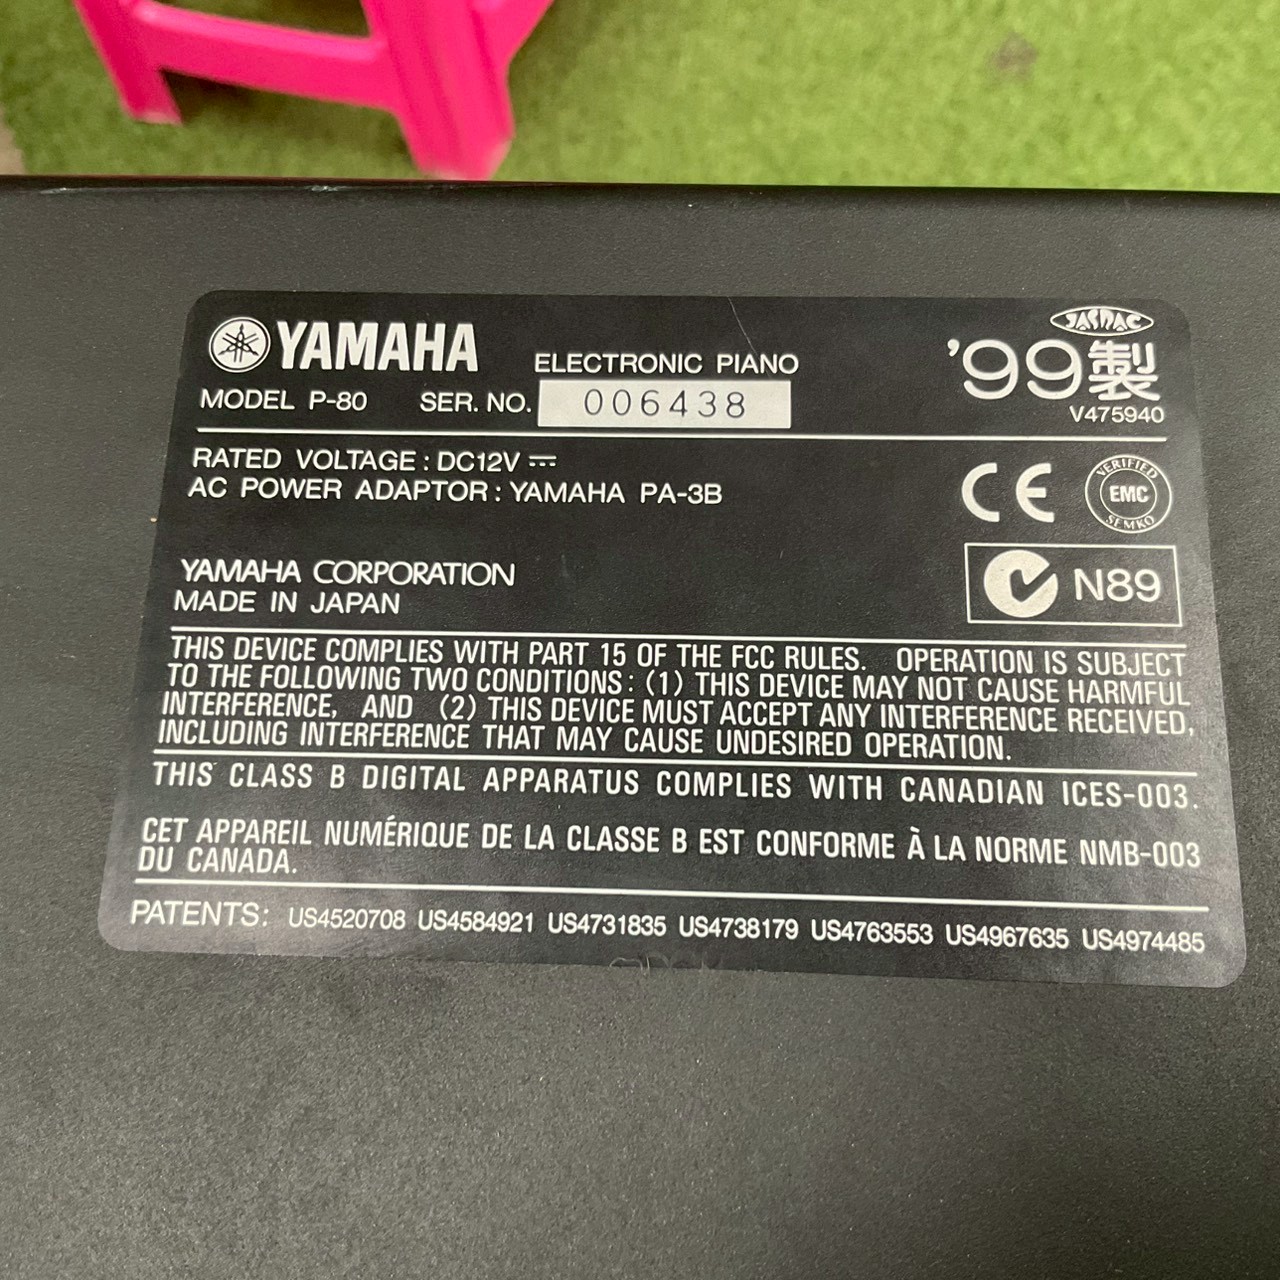 YAMAHA
ELECTRONIC PIANO
JASRAC
'99製
MODEL P-80 SER. NO. 006438
V475940
RATED VOLTAGE : DC12V ⎓
AC POWER ADAPTOR : YAMAHA PA-3B
CE
VERIFIED
EMC
SEMKO
YAMAHA CORPORATION
MADE IN JAPAN
N89
THIS DEVICE COMPLIES WITH PART 15 OF THE FCC RULES. OPERATION IS SUBJECT
TO THE FOLLOWING TWO CONDITIONS : (1) THIS DEVICE MAY NOT CAUSE HARMFUL
INTERFERENCE, AND (2) THIS DEVICE MUST ACCEPT ANY INTERFERENCE RECEIVED,
INCLUDING INTERFERENCE THAT MAY CAUSE UNDESIRED OPERATION.
THIS CLASS B DIGITAL APPARATUS COMPLIES WITH CANADIAN ICES-003.
CET APPAREIL NUMÉRIQUE DE LA CLASSE B EST CONFORME À LA NORME NMB-003
DU CANADA.
PATENTS: US4520708 US4584921 US4731835 US4738179 US4763553 US4967635 US4974485